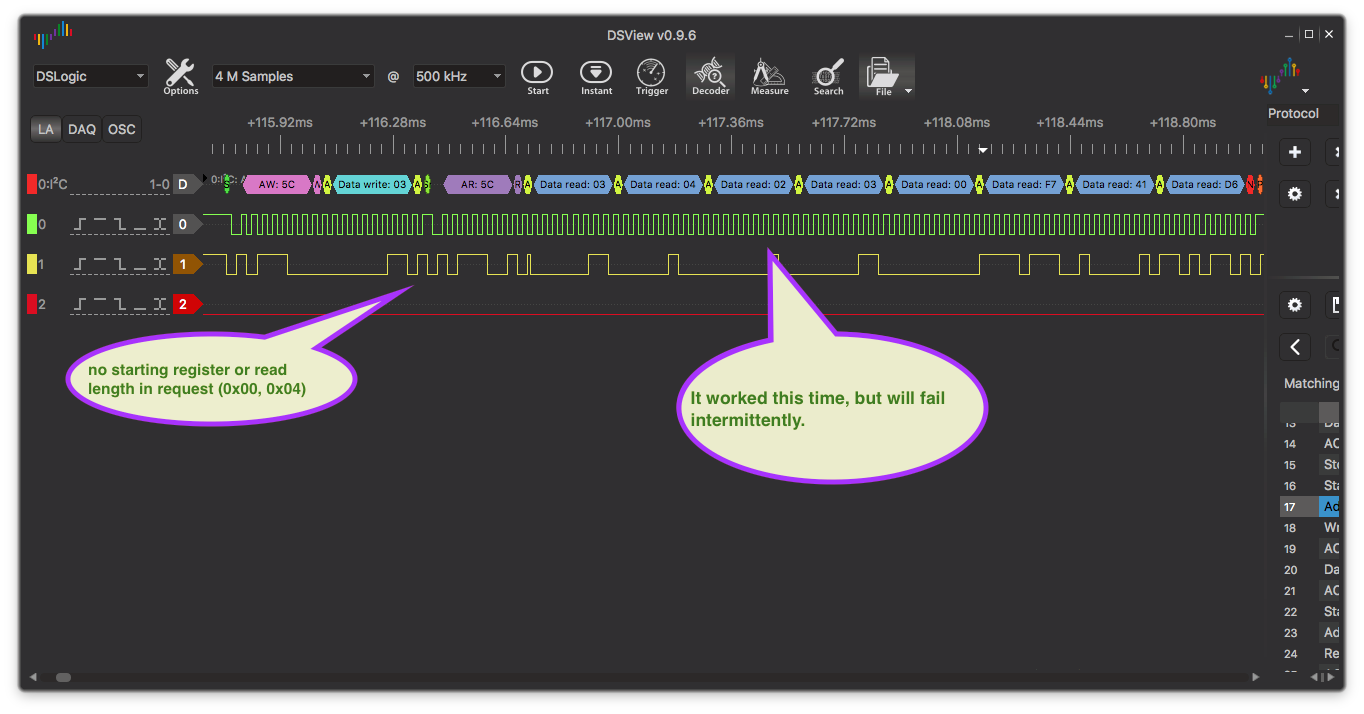 DSView v0.9.6
DSLogic
Options
4 M Samples
@
500 kHz
Start
Instant
Trigger
Decoder
Measure
Search
File
LA DAQ OSC
+115.92ms +116.28ms +116.64ms +117.00ms +117.36ms +117.72ms +118.08ms +118.44ms +118.80ms
Protocol
0:I²C 1-0 D 0:I²C: AW: 5C A Data write: 03 A AR: 5C R A Data read: 03 A Data read: 04 A Data read: 02 A Data read: 03 A Data read: 00 A Data read: F7 A Data read: 41 A Data read: D6
0 0
1 1
2 2
no starting register or read
length in request (0x00, 0x04)
It worked this time, but will fail
intermittently.
Matching
13 Da
14 AC
15 Sto
16 Sta
17 Ad
18 Wr
19 AC
20 Da
21 AC
22 Sta
23 Ad
24 Re